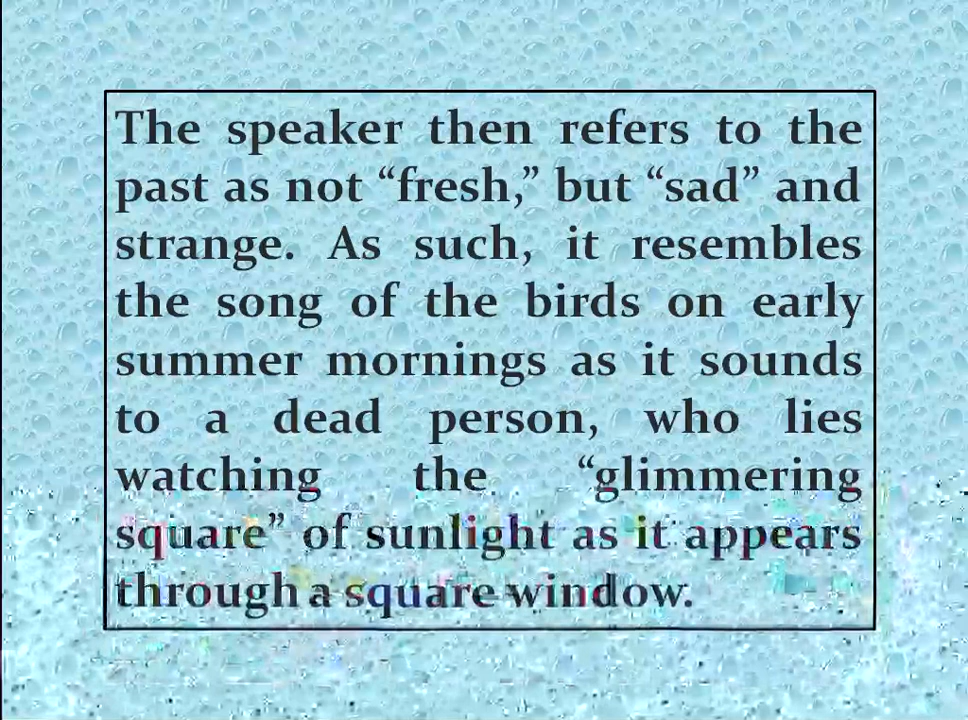 The speaker then refers to the
past as not “fresh,” but “sad” and
strange. As such, it resembles
the song of the birds on early
summer mornings as it sounds
to a dead person, who lies
watching the “glimmering
square” of sunlight as it appears
through a square window.